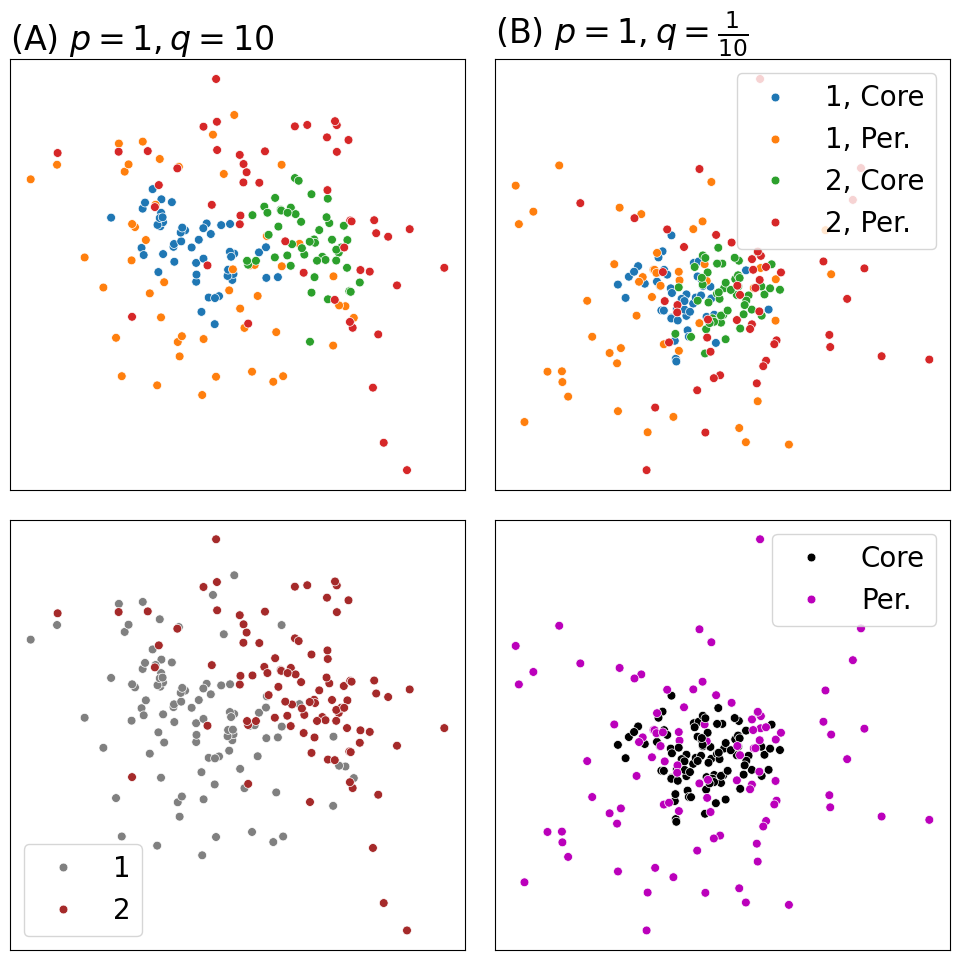 (A) p = 1, q = 10
(B) p = 1, q = 1/10
1, Core
1, Per.
2, Core
2, Per.
1
2
Core
Per.